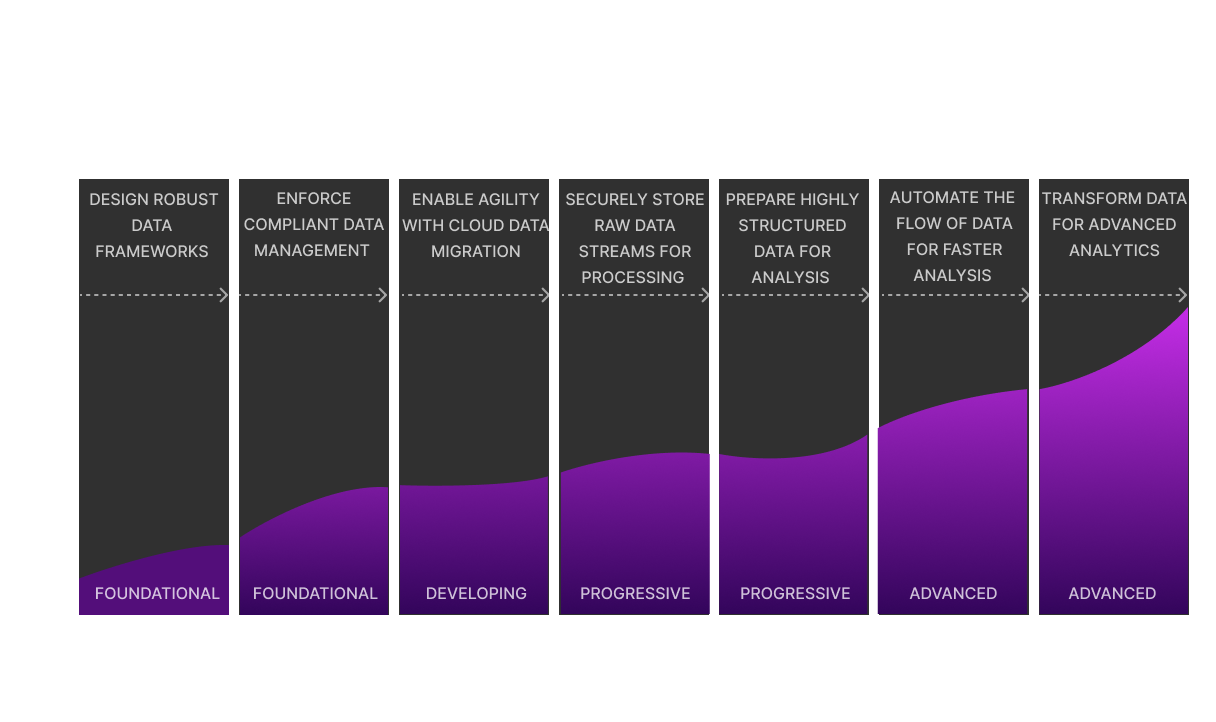 DESIGN ROBUST
DATA
FRAMEWORKS
ENFORCE
COMPLIANT DATA
MANAGEMENT
ENABLE AGILITY
WITH CLOUD DATA
MIGRATION
SECURELY STORE
RAW DATA
STREAMS FOR
PROCESSING
PREPARE HIGHLY
STRUCTURED
DATA FOR
ANALYSIS
AUTOMATE THE
FLOW OF DATA
FOR FASTER
ANALYSIS
TRANSFORM DATA
FOR ADVANCED
ANALYTICS
FOUNDATIONAL
FOUNDATIONAL
DEVELOPING
PROGRESSIVE
PROGRESSIVE
ADVANCED
ADVANCED